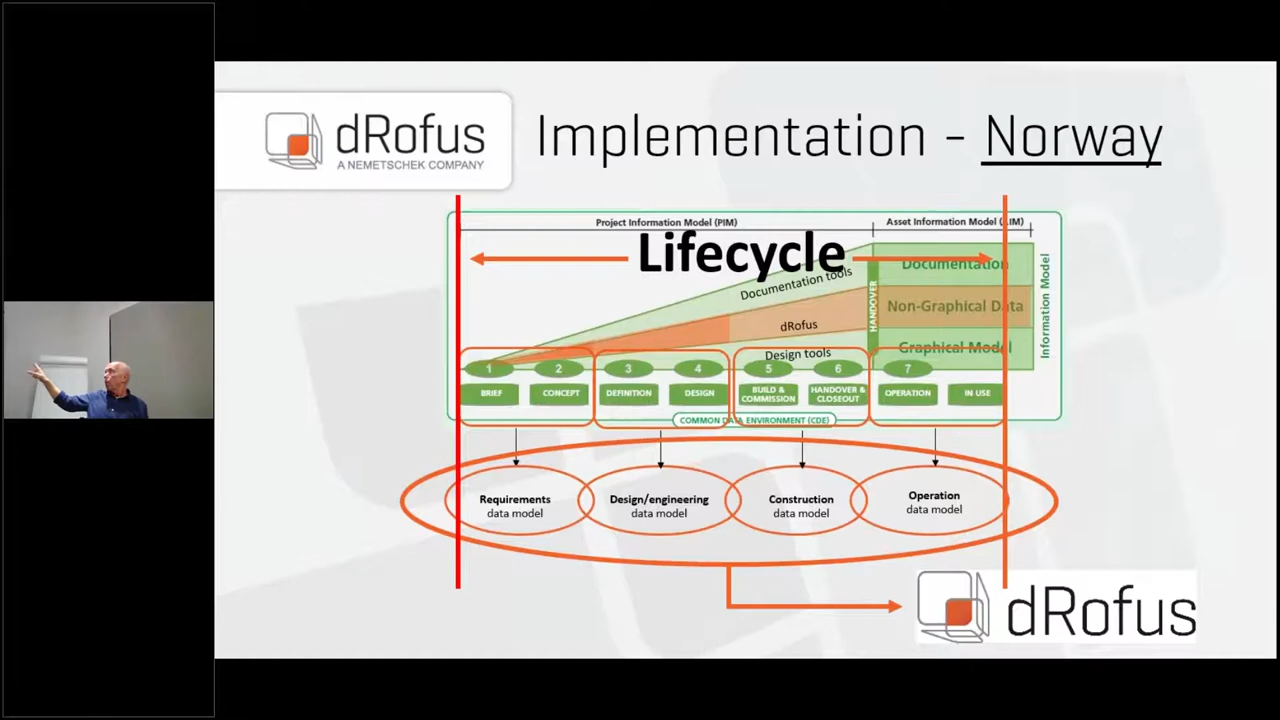 dRofus
A NEMETSCHEK COMPANY
Implementation - Norway
Project Information Model (PIM)
Asset Information Model (AIM)
Lifecycle
Documentation tools
dRofus
Design tools
HANDOVER
Documentation
Non-Graphical Data
Graphical Model
Information Model
1 2 3 4 5 6 7
BRIEF
CONCEPT
DEFINITION
DESIGN
BUILD &
COMMISSION
HANDOVER &
CLOSEOUT
OPERATION
IN USE
COMMON DATA ENVIRONMENT (CDE)
Requirements
data model
Design/engineering
data model
Construction
data model
Operation
data model
dRofus